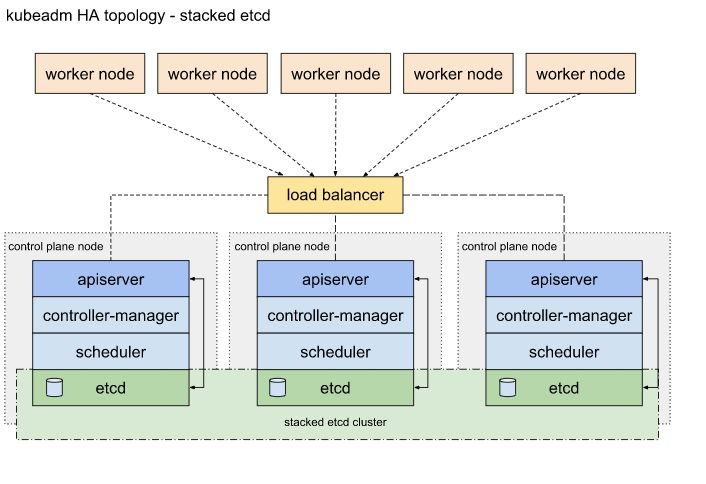 kubeadm HA topology - stacked etcd
worker node
worker node
worker node
worker node
worker node
load balancer
control plane node
control plane node
control plane node
apiserver
apiserver
apiserver
controller-manager
controller-manager
controller-manager
scheduler
scheduler
scheduler
etcd
etcd
etcd
stacked etcd cluster